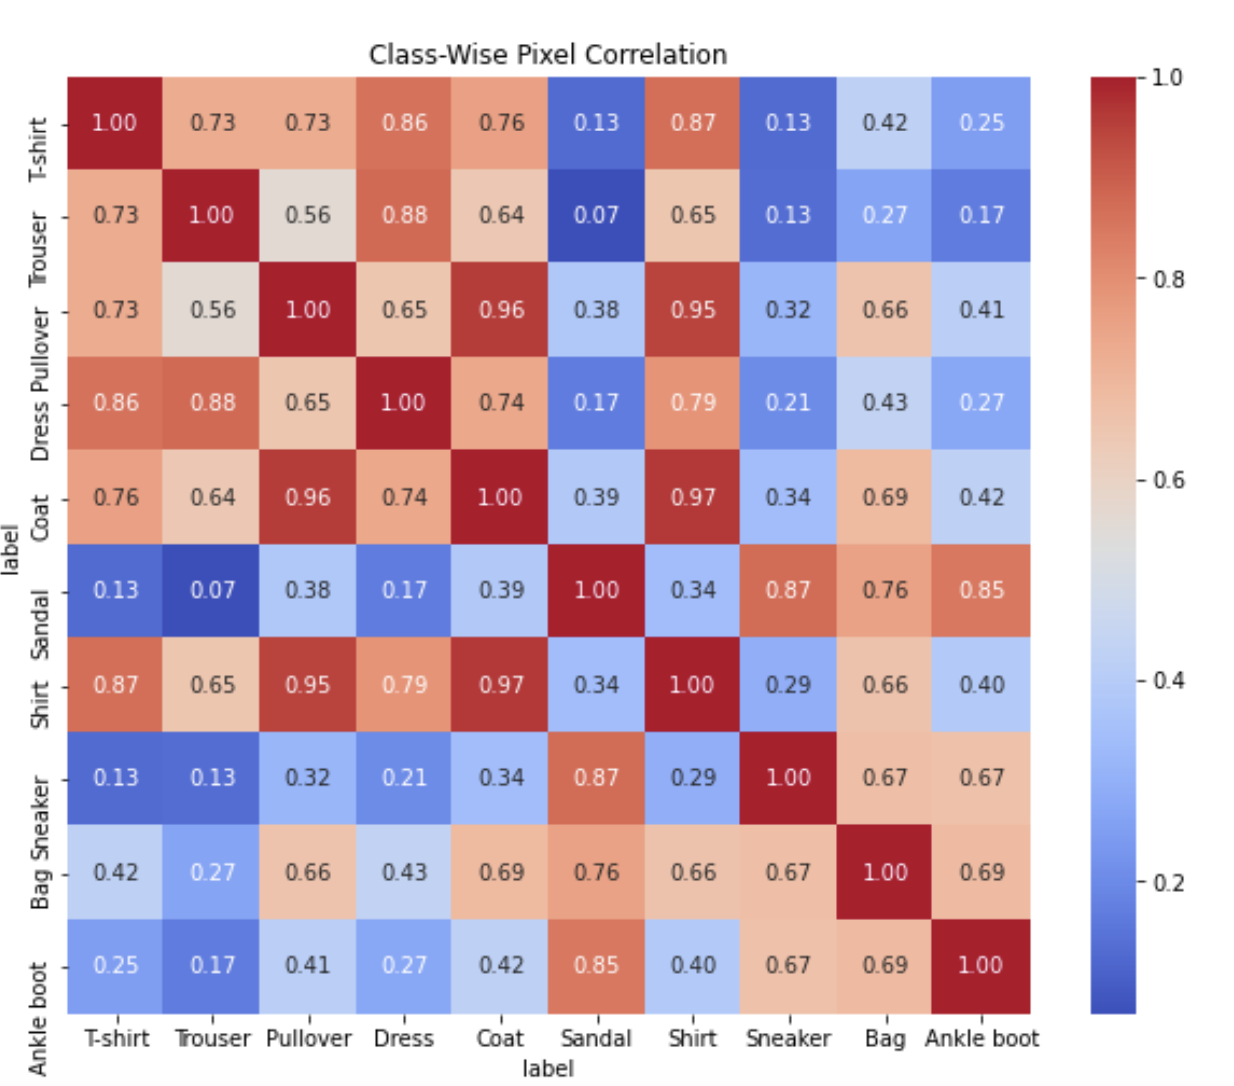 Class-Wise Pixel Correlation
T-shirt 1.00 0.73 0.73 0.86 0.76 0.13 0.87 0.13 0.42 0.25
Trouser 0.73 1.00 0.56 0.88 0.64 0.07 0.65 0.13 0.27 0.17
Pullover 0.73 0.56 1.00 0.65 0.96 0.38 0.95 0.32 0.66 0.41
Dress 0.86 0.88 0.65 1.00 0.74 0.17 0.79 0.21 0.43 0.27
Coat 0.76 0.64 0.96 0.74 1.00 0.39 0.97 0.34 0.69 0.42
Sandal 0.13 0.07 0.38 0.17 0.39 1.00 0.34 0.87 0.76 0.85
Shirt 0.87 0.65 0.95 0.79 0.97 0.34 1.00 0.29 0.66 0.40
Sneaker 0.13 0.13 0.32 0.21 0.34 0.87 0.29 1.00 0.67 0.67
Bag 0.42 0.27 0.66 0.43 0.69 0.76 0.66 0.67 1.00 0.69
Ankle boot 0.25 0.17 0.41 0.27 0.42 0.85 0.40 0.67 0.69 1.00
label
T-shirt Trouser Pullover Dress Coat Sandal Shirt Sneaker Bag Ankle boot
label
1.0
0.8
0.6
0.4
0.2